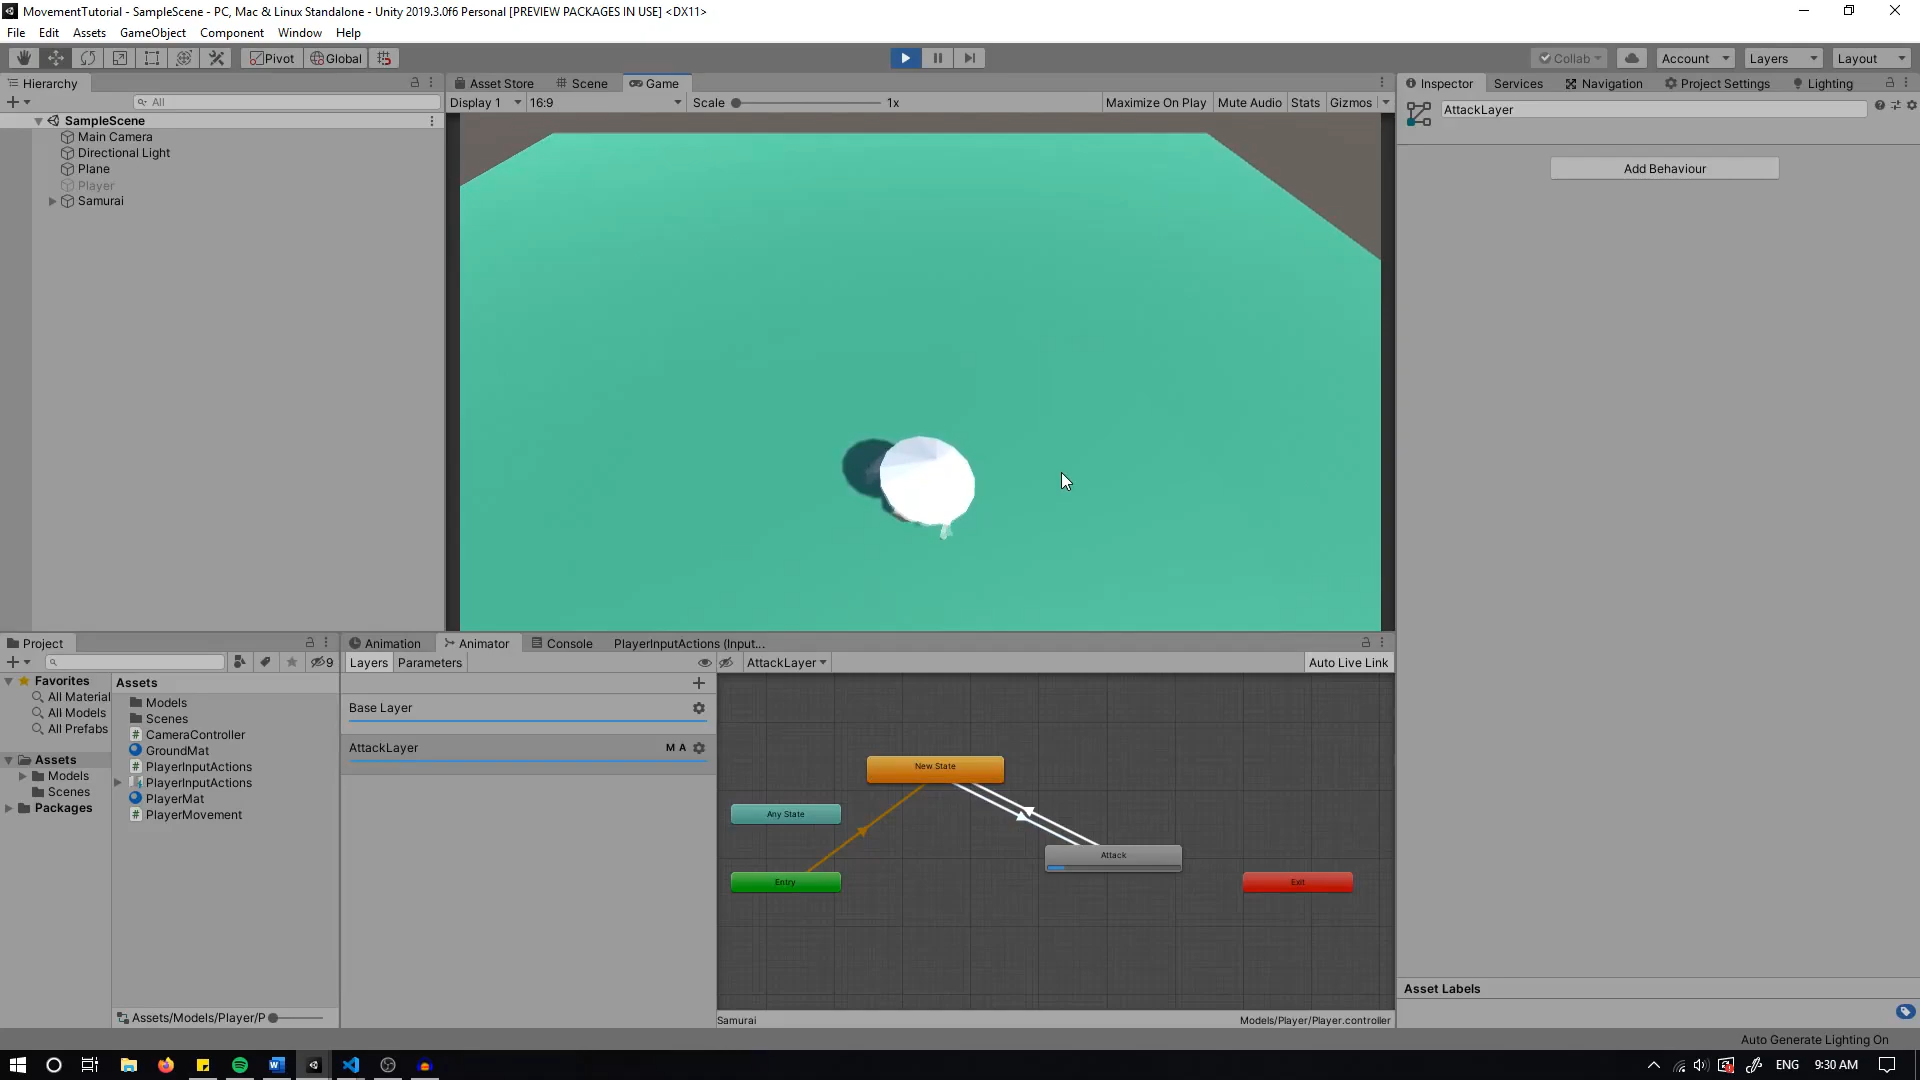 MovementTutorial - SampleScene - PC, Mac & Linux Standalone - Unity 2019.3.0f6 Personal [PREVIEW PACKAGES IN USE] <DX11>
File Edit Assets GameObject Component Window Help
Pivot Global Collab Account Layers Layout
Hierarchy
All
SampleScene
Main Camera
Directional Light
Plane
Player
Samurai
Asset Store Scene Game
Display 1 16:9 Scale 1x Maximize On Play Mute Audio Stats Gizmos
Inspector Services Navigation Project Settings Lighting
AttackLayer
Add Behaviour
Asset Labels
Project
9
Favorites
All Material
All Models
All Prefabs
Assets
Models
Scenes
Packages
Assets
Models
Scenes
CameraController
GroundMat
PlayerInputActions
PlayerInputActions
PlayerMat
PlayerMovement
Assets/Models/Player/P
Animation Animator Console PlayerInputActions (Input...
Layers Parameters AttackLayer Auto Live Link
Base Layer
AttackLayer M A
New State
Any State
Attack
Entry
Exit
Samurai Models/Player/Player.controller
Auto Generate Lighting On
ENG 9:30 AM